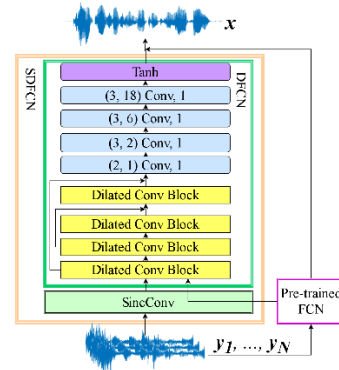 x
SDFCN
DFCN
Tanh
(3, 18) Conv, 1
(3, 6) Conv, 1
(3, 2) Conv, 1
(2, 1) Conv, 1
Dilated Conv Block
Dilated Conv Block
Dilated Conv Block
Dilated Conv Block
SincConv
Pre-trained
FCN
y1, ..., yN